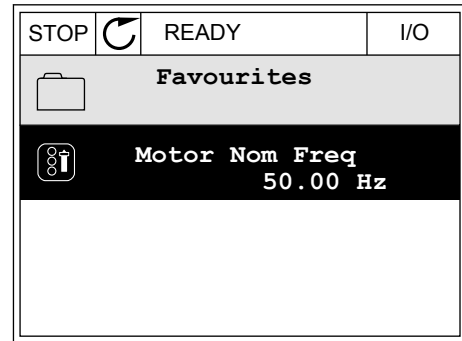 STOP READY I/O
Favourites
Motor Nom Freq
50.00 Hz